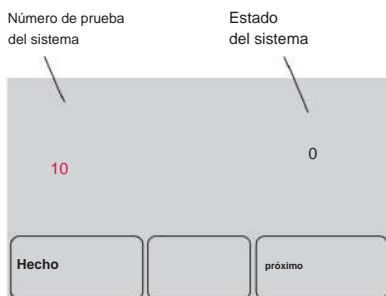 Número de prueba
del sistema
Estado
del sistema
10
0
Hecho
próximo